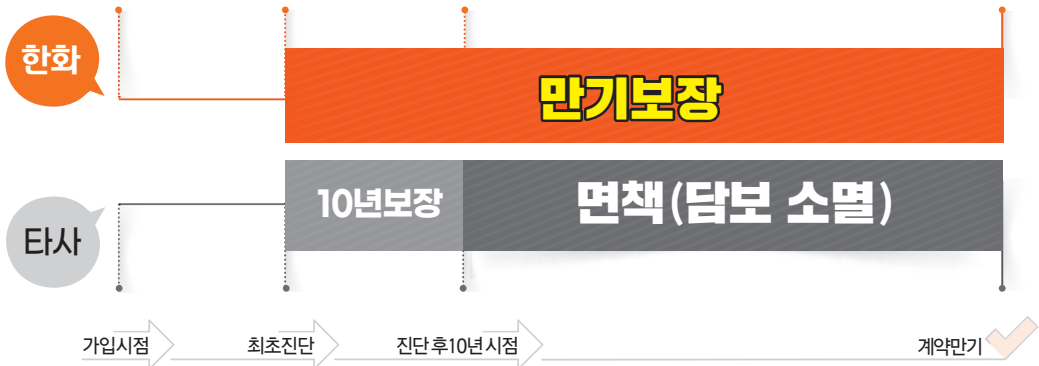 한화
만기보장
타사
10년보장
면책(담보 소멸)
가입시점
최초진단
진단 후 10년 시점
계약만기